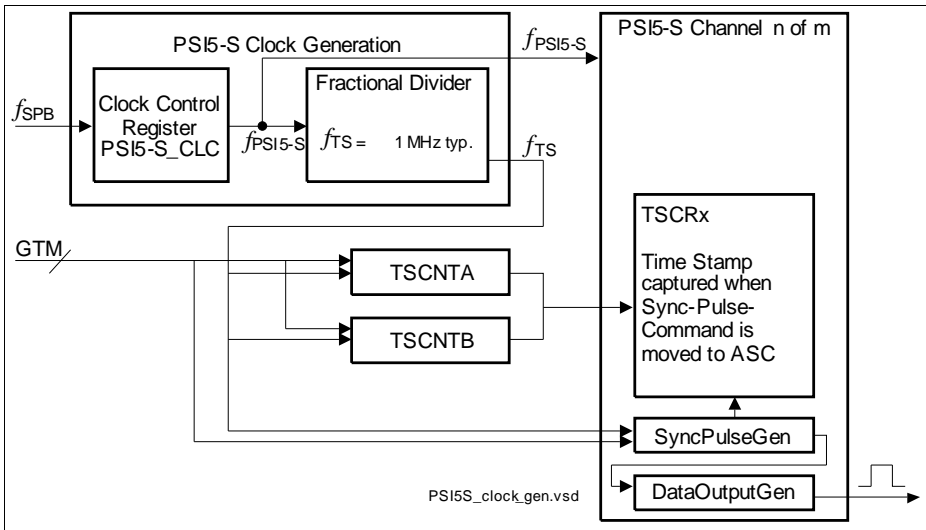 PSI5-S Clock Generation
fPSI5-S
PSI5-S Channel n of m
fSPB
Clock Control
Register
PSI5-S_CLC
fPSI5-S
Fractional Divider
fTS = 1 MHz typ.
fTS
GTM
TSCNTA
TSCNTB
TSCRx
Time Stamp
captured when
Sync-Pulse-
Command is
moved to ASC
SyncPulseGen
DataOutputGen
PSI5S_clock_gen.vsd